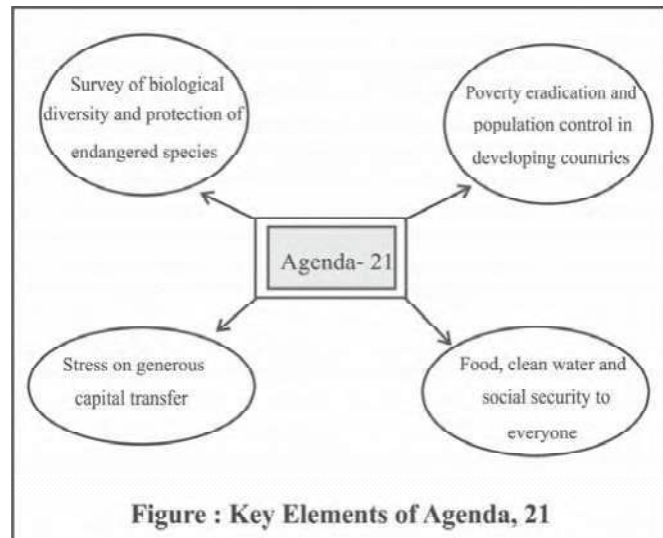 Survey of biological
diversity and protection of
endangered species
Poverty eradication and
population control in
developing countries
Agenda- 21
Stress on generous
capital transfer
Food, clean water and
social security to
everyone
Figure : Key Elements of Agenda, 21